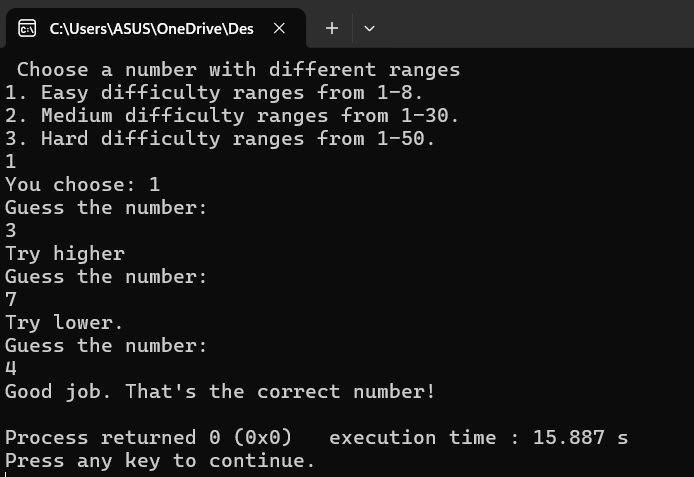 C:\Users\ASUS\OneDrive\Des
Choose a number with different ranges
1. Easy difficulty ranges from 1-8.
2. Medium difficulty ranges from 1-30.
3. Hard difficulty ranges from 1-50.
1
You choose: 1
Guess the number:
3
Try higher
Guess the number:
7
Try lower.
Guess the number:
4
Good job. That's the correct number!
Process returned 0 (0x0)   execution time : 15.887 s
Press any key to continue.